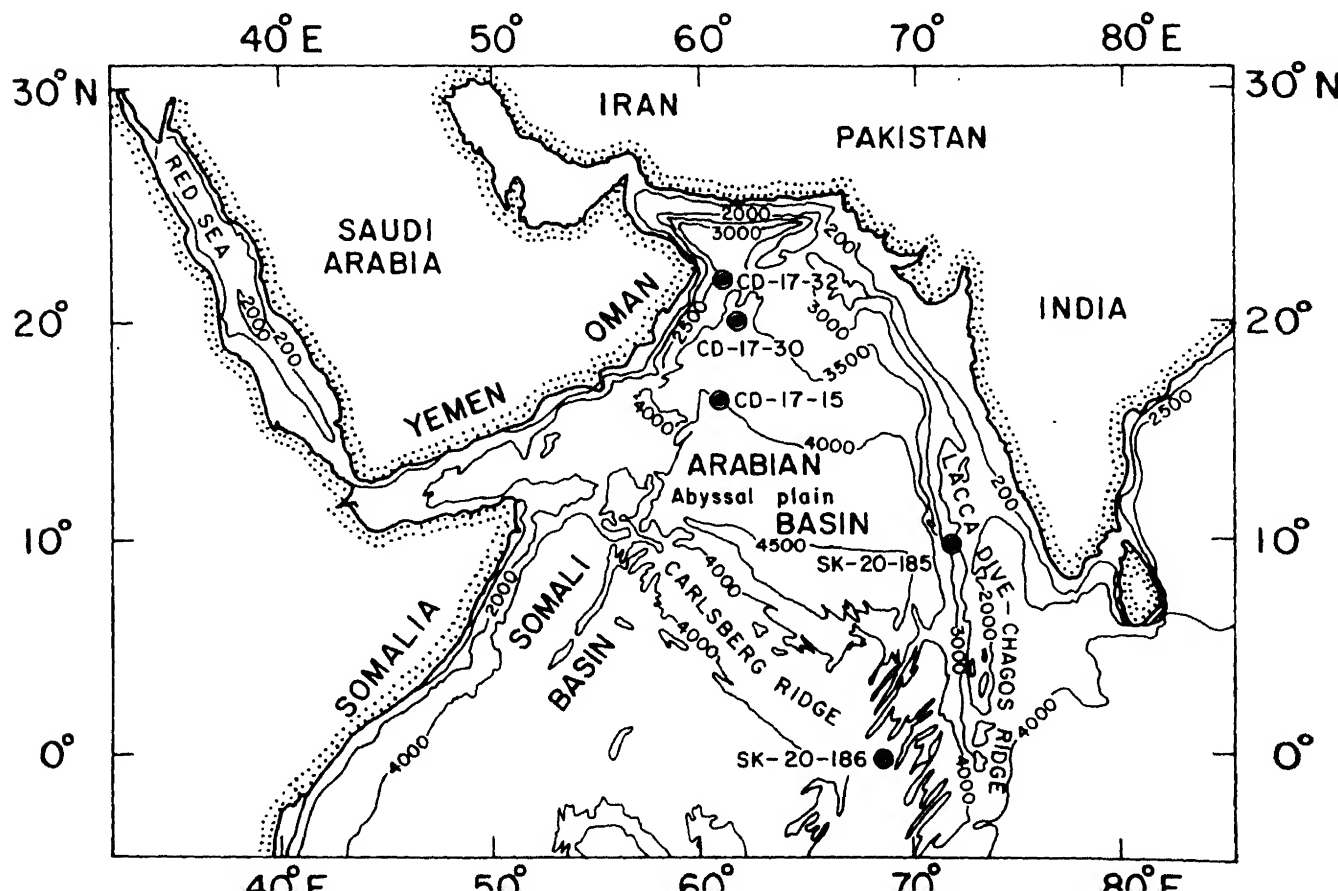 40°E 50° 60° 70° 80°E
30°N
30°N
IRAN
PAKISTAN
RED SEA
SAUDI
ARABIA
2000
3000
200
CD-17-32
OMAN
INDIA
2000
200
2500
3000
20°
20°
CD-17-30
3500
YEMEN
4000
CD-17-15
2500
4000
ARABIAN
Abyssal plain
BASIN
LACCADIVE-CHAGOS RIDGE
200
10°
10°
4500
SK-20-185
SOMALIA
2000
SOMALI
BASIN
4000
CARLSBERG RIDGE
4000
3000
2000
4000
4000
4000
0°
0°
SK-20-186
40°E 50° 60° 70° 80°E